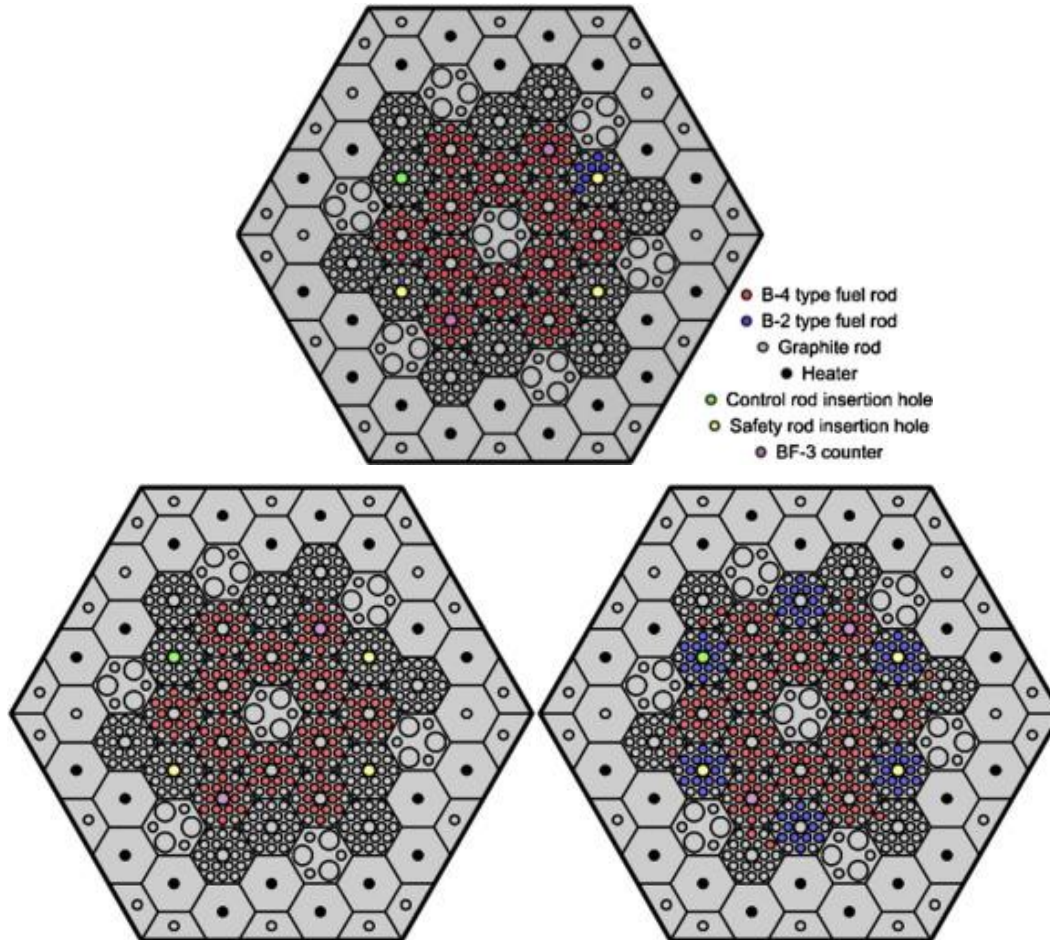 B-4 type fuel rod
B-2 type fuel rod
Graphite rod
Heater
Control rod insertion hole
Safety rod insertion hole
BF-3 counter